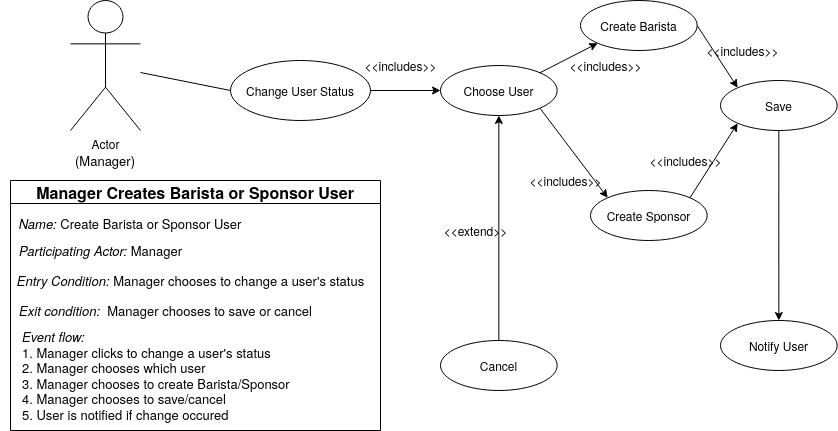 Create Barista
<<includes>>
<<includes>>
<<includes>>
Change User Status
Choose User
Save
Actor
(Manager)
<<includes>>
<<includes>>
Create Sponsor
<<extend>>
Manager Creates Barista or Sponsor User
Name: Create Barista or Sponsor User
Participating Actor: Manager
Entry Condition: Manager chooses to change a user's status
Exit condition: Manager chooses to save or cancel
Event flow:
1. Manager clicks to change a user's status
2. Manager chooses which user
3. Manager chooses to create Barista/Sponsor
4. Manager chooses to save/cancel
5. User is notified if change occured
Cancel
Notify User